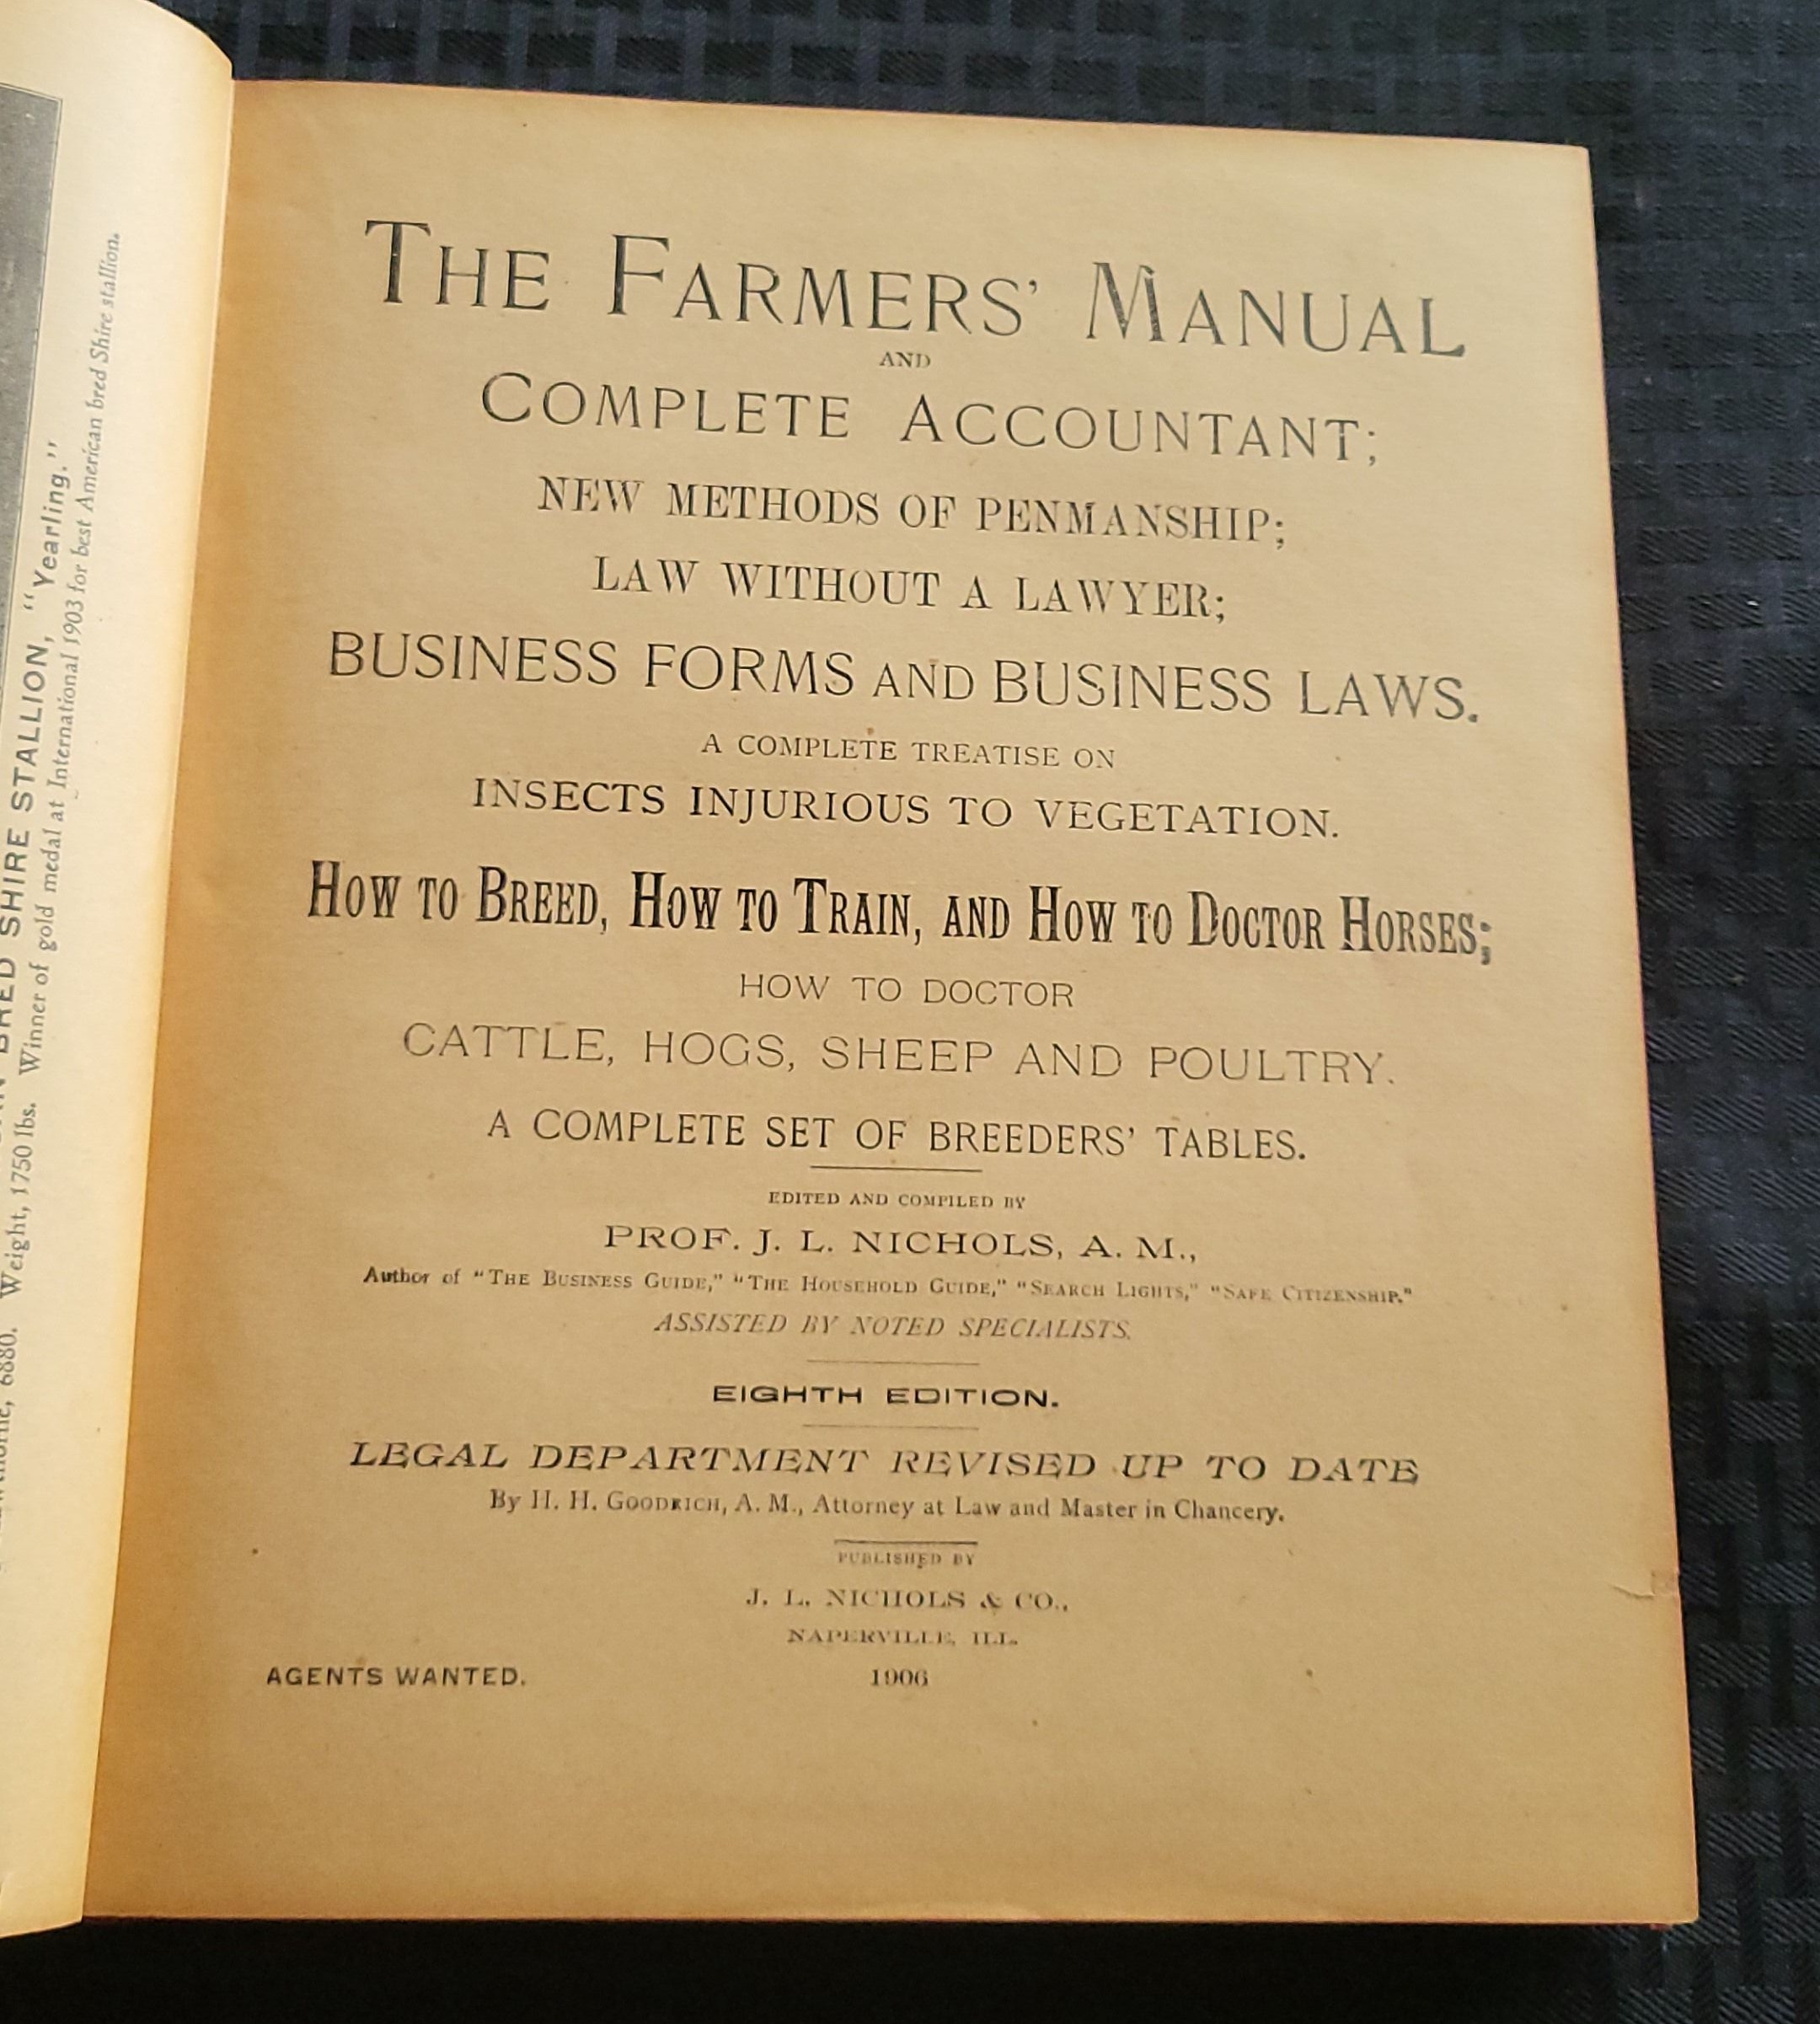 BRED SHIRE STALLION, “Yearling.”
6880. Weight, 1750 lbs. Winner of gold medal at International 1903 for best American bred Shire stallion.
THE FARMERS’ MANUAL
AND
COMPLETE ACCOUNTANT;
NEW METHODS OF PENMANSHIP;
LAW WITHOUT A LAWYER;
BUSINESS FORMS AND BUSINESS LAWS.
A COMPLETE TREATISE ON
INSECTS INJURIOUS TO VEGETATION.
HOW TO BREED, HOW TO TRAIN, AND HOW TO DOCTOR HORSES;
HOW TO DOCTOR
CATTLE, HOGS, SHEEP AND POULTRY.
A COMPLETE SET OF BREEDERS’ TABLES.
EDITED AND COMPILED BY
PROF. J. L. NICHOLS, A. M.,
Author of “THE BUSINESS GUIDE,” “THE HOUSEHOLD GUIDE,” “SEARCH LIGHTS,” “SAFE CITIZENSHIP.”
ASSISTED BY NOTED SPECIALISTS.
EIGHTH EDITION.
LEGAL DEPARTMENT REVISED UP TO DATE
By H. H. GOODRICH, A. M., Attorney at Law and Master in Chancery.
PUBLISHED BY
J. L. NICHOLS & CO.,
NAPERVILLE, ILL.
AGENTS WANTED. 1906